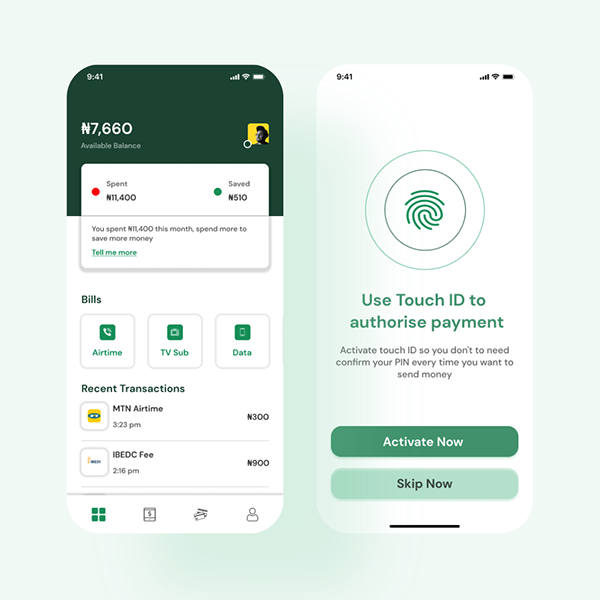 9:41
₦7,660
Available Balance
Spent
₦11,400
Saved
₦510
You spent ₦11,400 this month, spend more to
save more money
Tell me more
Bills
Airtime
TV Sub
Data
Recent Transactions
MTN
MTN Airtime
3:23 pm
₦300
IBEDC
IBEDC Fee
2:16 pm
₦900
9:41
Use Touch ID to
authorise payment
Activate touch ID so you don't to need
confirm your PIN every time you want to
send money
Activate Now
Skip Now